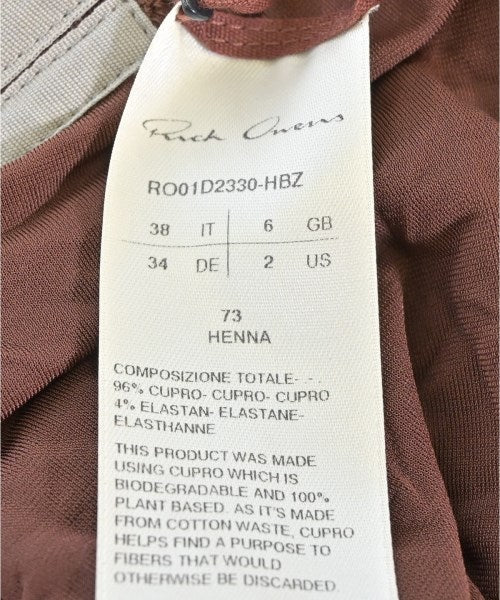 Rick Owens
RO01D2330-HBZ
38 IT 6 GB
34 DE 2 US
73
HENNA
COMPOSIZIONE TOTALE- - -
96% CUPRO- CUPRO- CUPRO
4% ELASTAN- ELASTANE-
ELASTHANNE
THIS PRODUCT WAS MADE
USING CUPRO WHICH IS
BIODEGRADABLE AND 100%
PLANT BASED. AS IT'S MADE
FROM COTTON WASTE, CUPRO
HELPS FIND A PURPOSE TO
FIBERS THAT WOULD
OTHERWISE BE DISCARDED.